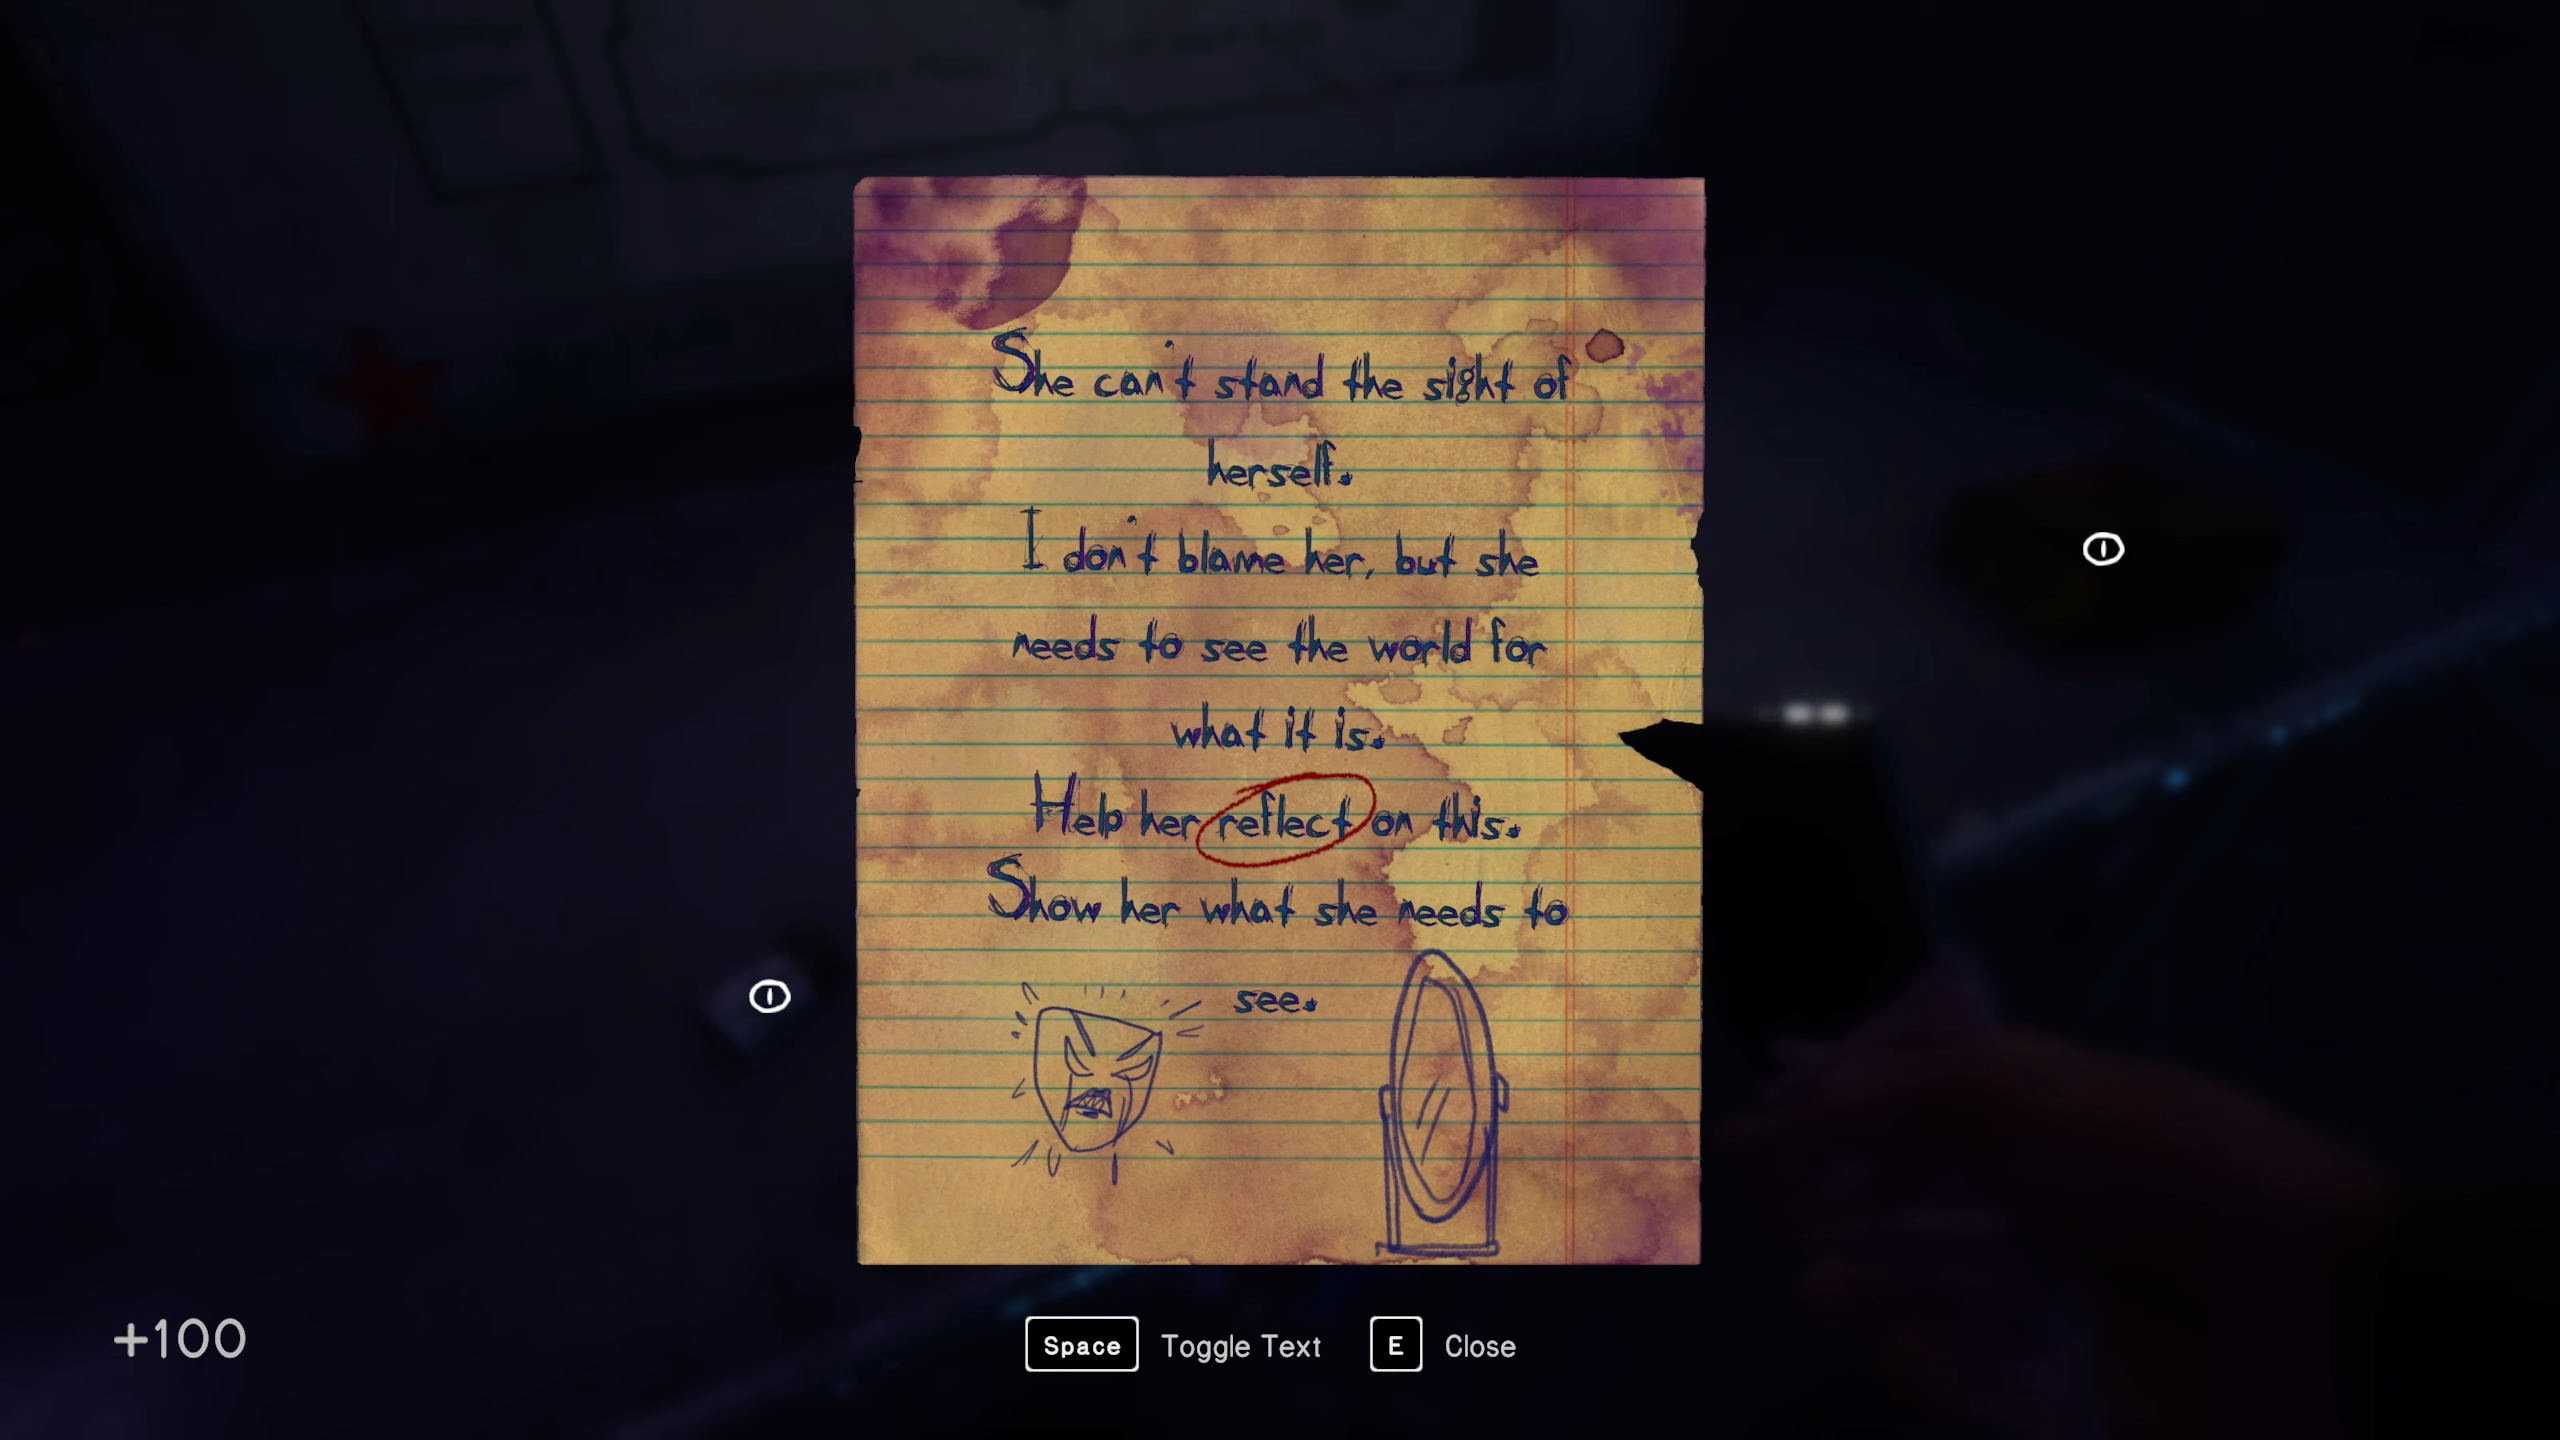 She can't stand the sight of
herself.
I don't blame her, but she
needs to see the world for
what it is.
Help her reflect on this.
Show her what she needs to
see.
+100
Space Toggle Text E Close